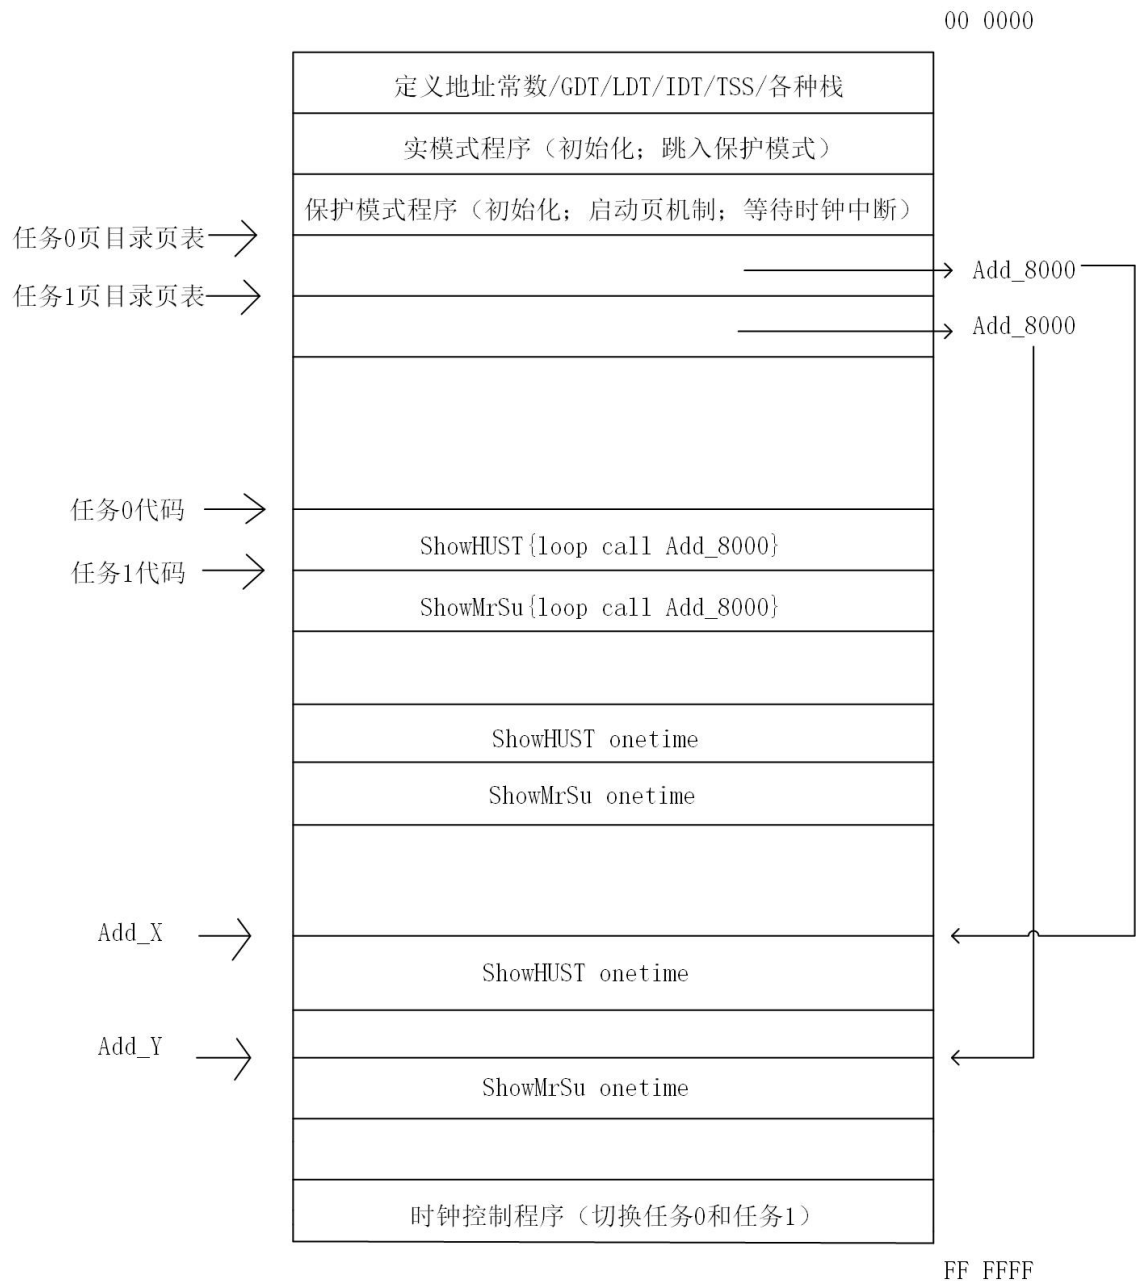 00 0000
定义地址常数/GDT/LDT/IDT/TSS/各种栈
实模式程序（初始化；跳入保护模式）
保护模式程序（初始化；启动页机制；等待时钟中断）
任务0页目录页表
Add_8000
任务1页目录页表
Add_8000
任务0代码
ShowHUST{loop call Add_8000}
任务1代码
ShowMrSu{loop call Add_8000}
ShowHUST onetime
ShowMrSu onetime
Add_X
ShowHUST onetime
Add_Y
ShowMrSu onetime
时钟控制程序（切换任务0和任务1）
FF FFFF